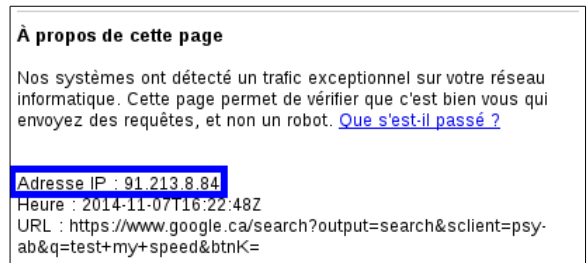 À propos de cette page
Nos systèmes ont détecté un trafic exceptionnel sur votre réseau
informatique. Cette page permet de vérifier que c'est bien vous qui
envoyez des requêtes, et non un robot. Que s'est-il passé ?
Adresse IP : 91.213.8.84
Heure : 2014-11-07T16:22:48Z
URL : https://www.google.ca/search?output=search&sclient=psy-
ab&q=test+my+speed&btnK=